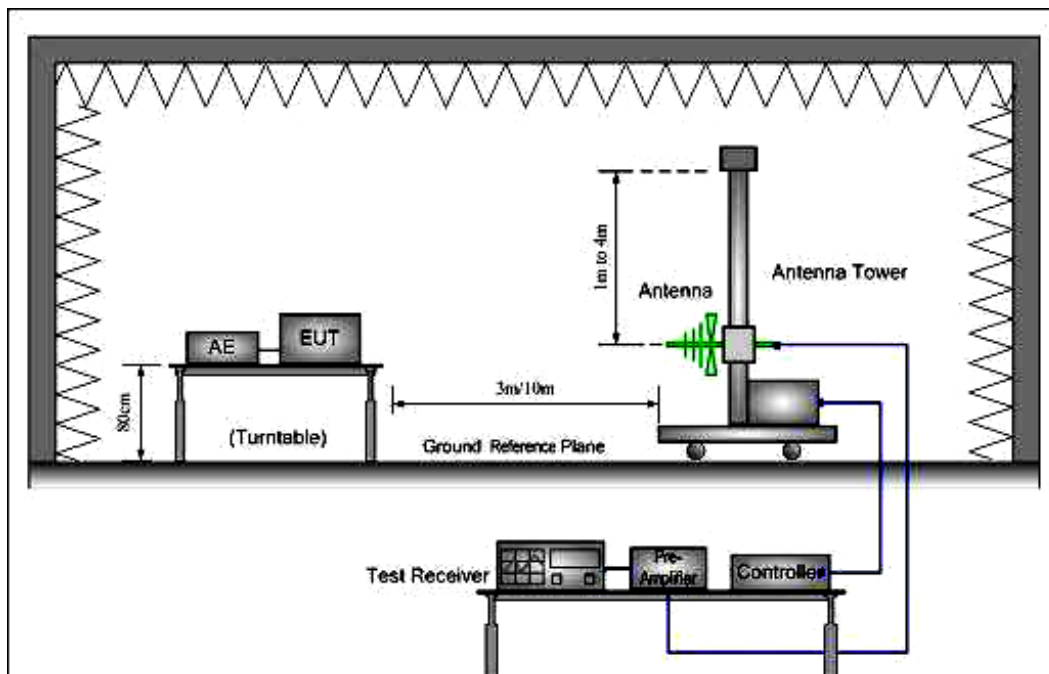 1m to 4m
Antenna
Antenna Tower
AE
EUT
80cm
3m/10m
(Turntable)
Ground Reference Plane
Test Receiver
Pre-
Amplifier
Controller